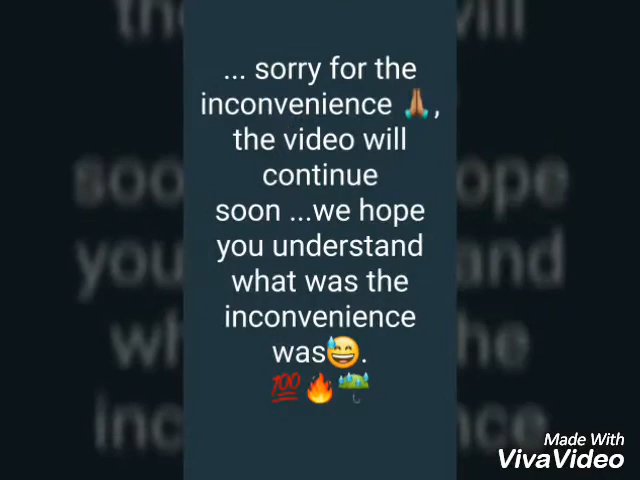 ... sorry for the
inconvenience 🙏🏽,
the video will
continue
soon ...we hope
you understand
what was the
inconvenience
was😅.
💯🔥
Made With
VivaVideo